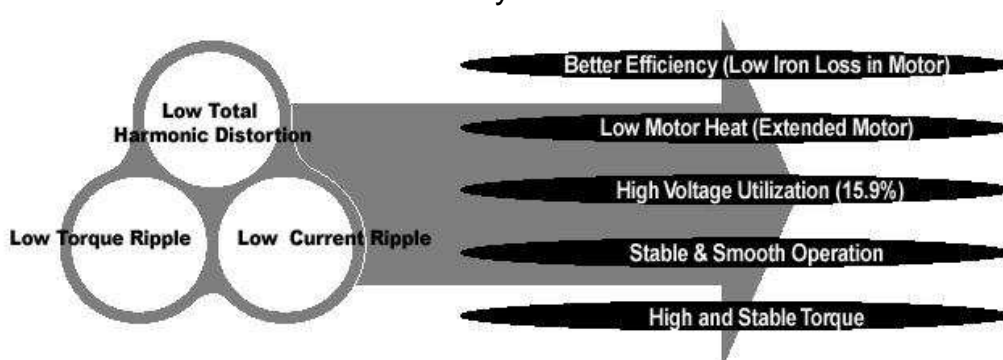 Low Total
Harmonic Distortion
Low Torque Ripple
Low Current Ripple
Better Efficiency (Low Iron Loss in Motor)
Low Motor Heat (Extended Motor)
High Voltage Utilization (15.9%)
Stable & Smooth Operation
High and Stable Torque